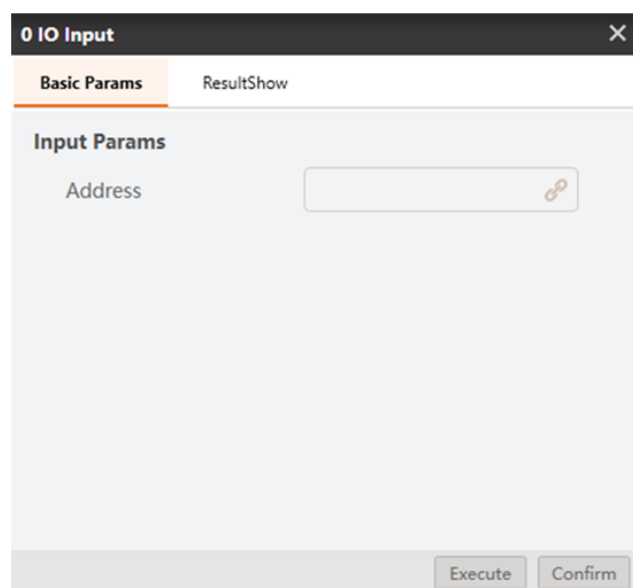 0 IO Input
Basic Params ResultShow
Input Params
Address
Execute Confirm